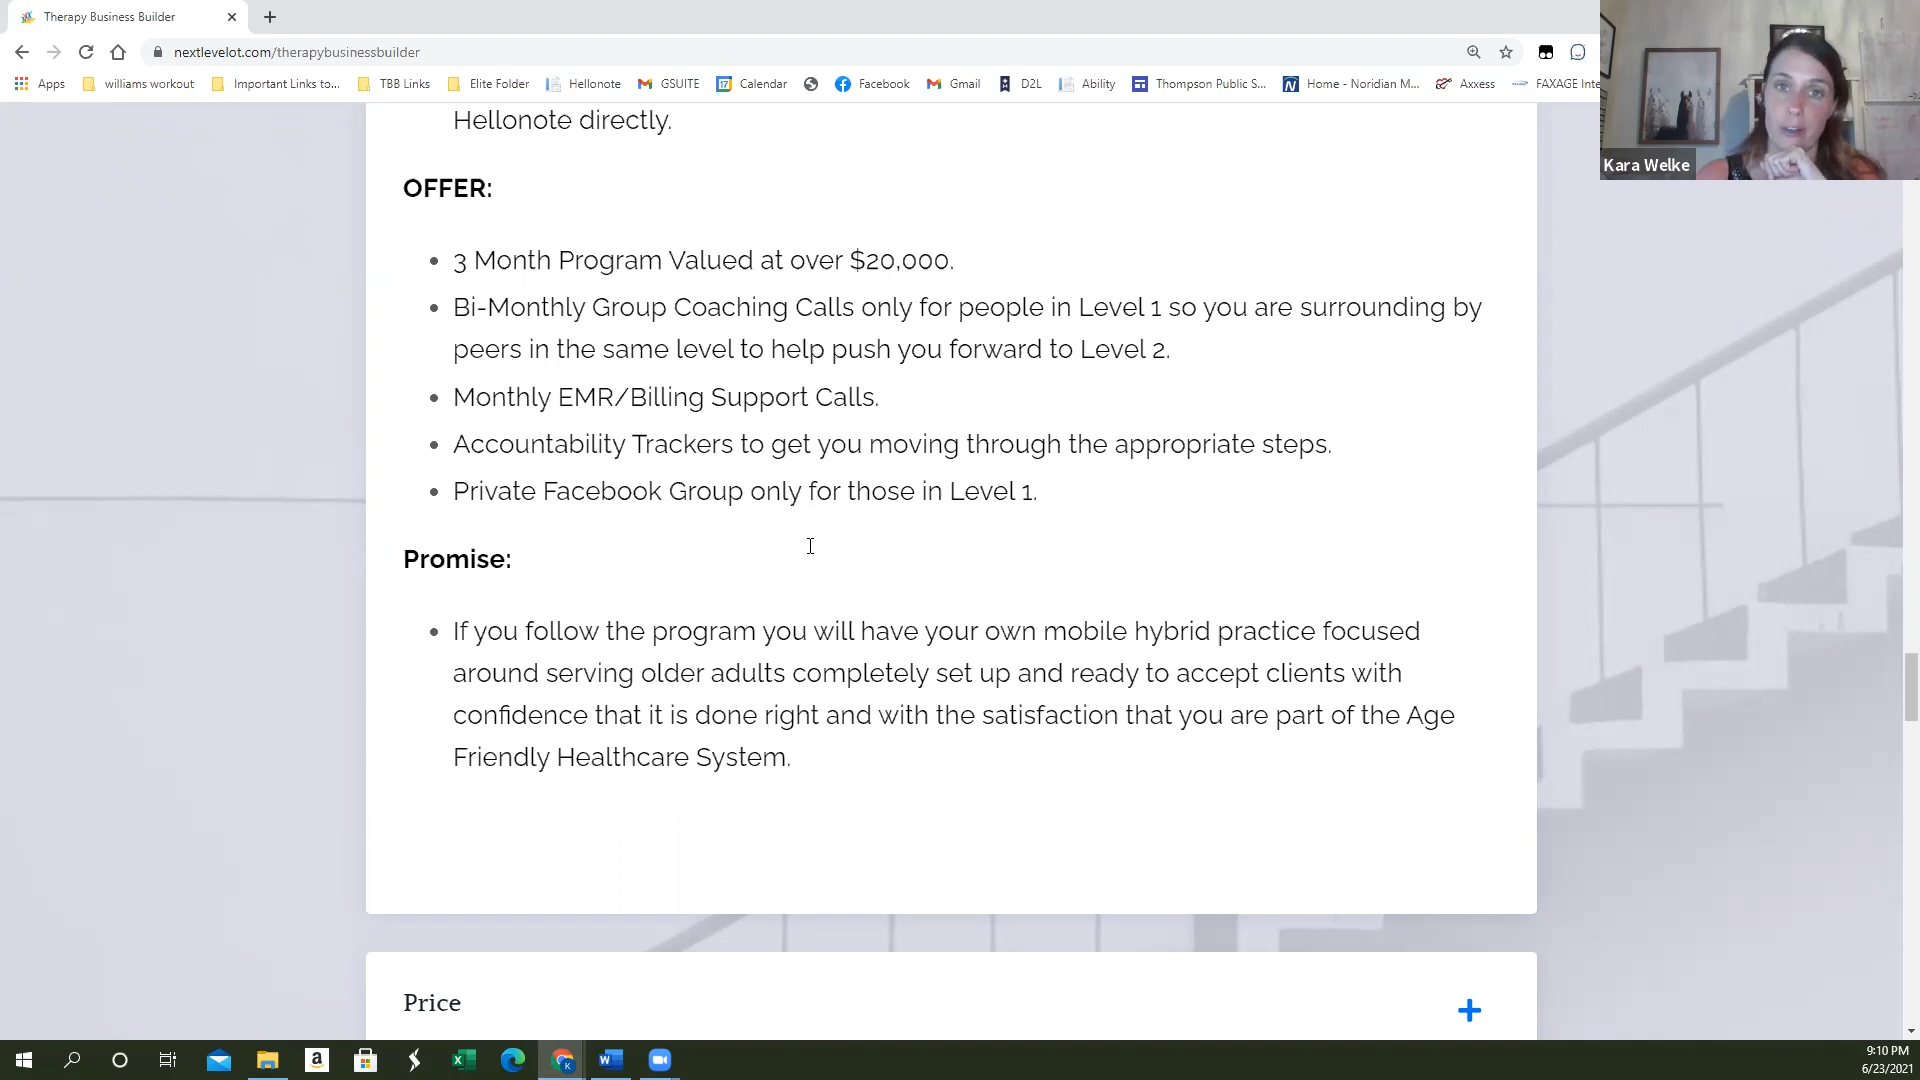 Therapy Business Builder
nextlevelot.com/therapybusinessbuilder
Apps williams workout Important Links to... TBB Links Elite Folder Hellonote GSUITE Calendar Facebook Gmail D2L Ability Thompson Public S... Home - Noridian M... Axxess FAXAGE Inte
Kara Welke
Hellonote directly.
OFFER:
3 Month Program Valued at over $20,000.
Bi-Monthly Group Coaching Calls only for people in Level 1 so you are surrounding by
peers in the same level to help push you forward to Level 2.
Monthly EMR/Billing Support Calls.
Accountability Trackers to get you moving through the appropriate steps.
Private Facebook Group only for those in Level 1.
Promise:
If you follow the program you will have your own mobile hybrid practice focused
around serving older adults completely set up and ready to accept clients with
confidence that it is done right and with the satisfaction that you are part of the Age
Friendly Healthcare System.
Price
9:10 PM
6/23/2021